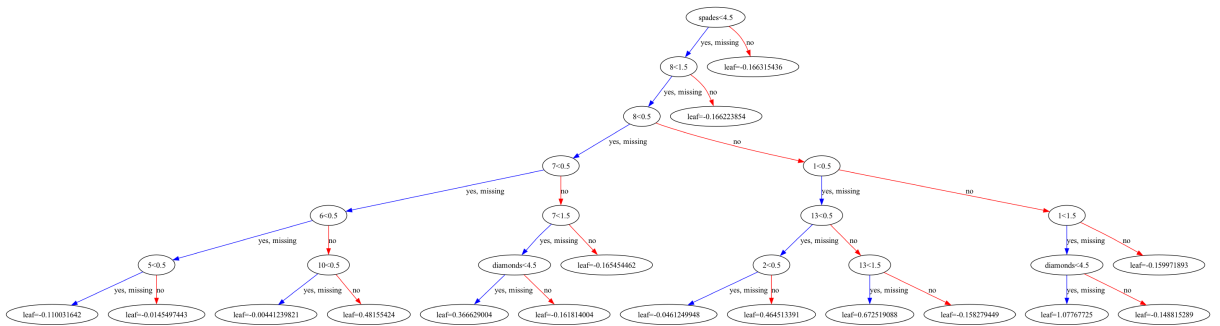 spades<4.5
yes, missing
no
8<1.5
leaf=-0.166315436
yes, missing
no
8<0.5
leaf=-0.166223854
yes, missing
no
7<0.5
1<0.5
yes, missing
no
yes, missing
no
6<0.5
7<1.5
13<0.5
1<1.5
yes, missing
no
yes, missing
no
yes, missing
no
yes, missing
no
5<0.5
10<0.5
diamonds<4.5
leaf=-0.165454462
2<0.5
13<1.5
diamonds<4.5
leaf=-0.159971893
yes, missing
no
yes, missing
no
yes, missing
no
yes, missing
no
yes, missing
no
yes, missing
no
leaf=-0.110031642
leaf=-0.0145497443
leaf=-0.00441239821
leaf=0.48155424
leaf=0.366629004
leaf=-0.161814004
leaf=-0.0461249948
leaf=0.464513391
leaf=0.672519088
leaf=-0.158279449
leaf=1.07767725
leaf=-0.148815289